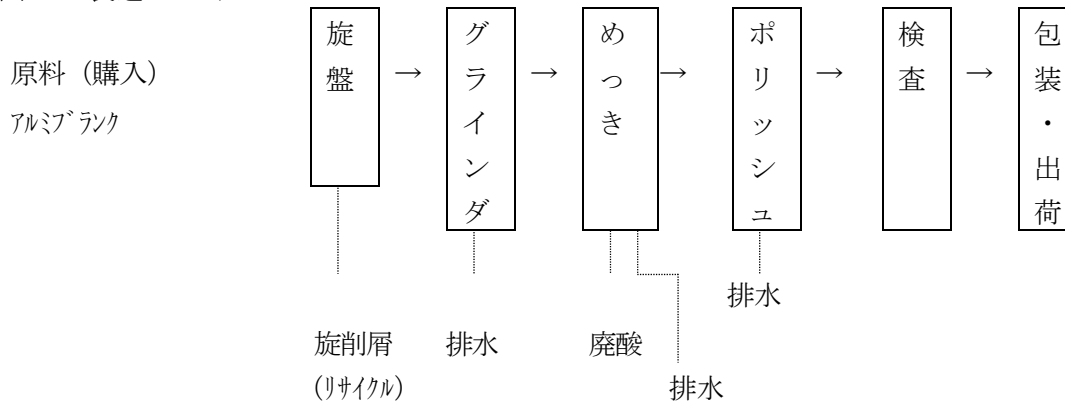 原料（購入）
ｱﾙﾐﾌﾞﾗﾝｸ
旋盤
→
グラインダ
→
めっき
→
ポリッシュ
→
検査
→
包装・出荷
旋削屑
(ﾘｻｲｸﾙ)
排水
廃酸
排水
排水